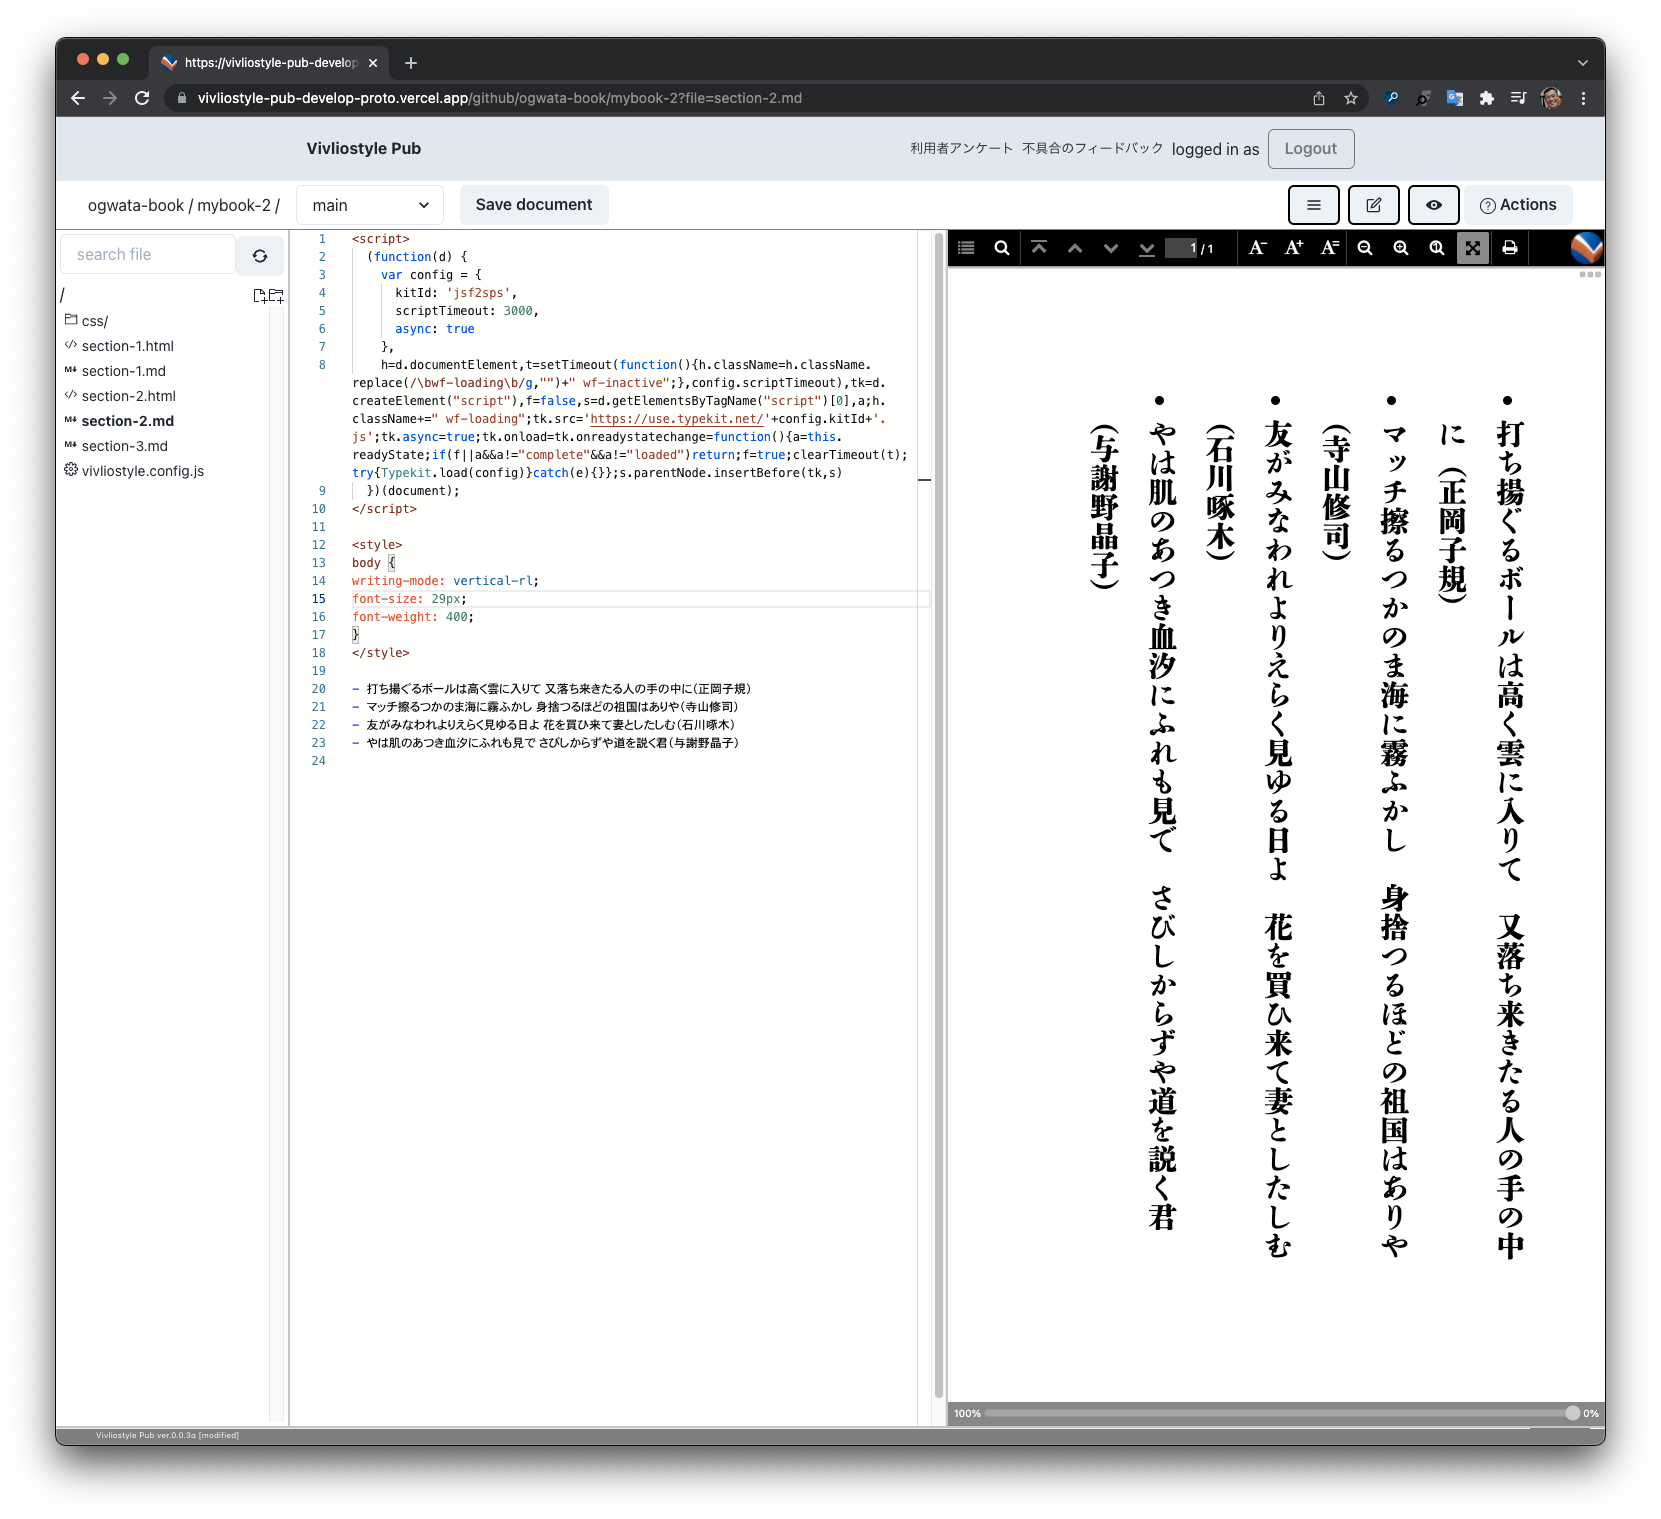 https://vivliostyle-pub-develop
vivliostyle-pub-develop-proto.vercel.app/github/ogwata-book/mybook-2?file=section-2.md
Vivliostyle Pub
利用者アンケート 不具合のフィードバック logged in as Logout
ogwata-book / mybook-2 / main Save document Actions
search file
/
css/
section-1.html
section-1.md
section-2.html
section-2.md
section-3.md
vivliostyle.config.js
1 <script>
2 (function(d) {
3 var config = {
4 kitId: 'jsf2sps',
5 scriptTimeout: 3000,
6 async: true
7 },
8 h=d.documentElement,t=setTimeout(function(){h.className=h.className.
replace(/\bwf-loading\b/g,"")+" wf-inactive";},config.scriptTimeout),tk=d.
createElement("script"),f=false,s=d.getElementsByTagName("script")[0],a;h.
className+=" wf-loading";tk.src='https://use.typekit.net/'+config.kitId+'.
js';tk.async=true;tk.onload=tk.onreadystatechange=function(){a=this.
readyState;if(f||a&&a!="complete"&&a!="loaded")return;f=true;clearTimeout(t);
try{Typekit.load(config)}catch(e){}};s.parentNode.insertBefore(tk,s)
9 })(document);
10 </script>
11
12 <style>
13 body {
14 writing-mode: vertical-rl;
15 font-size: 29px;
16 font-weight: 400;
17 }
18 </style>
19
20 - 打ち揚ぐるボールは高く雲に入りて 又落ち来きたる人の手の中に(正岡子規)
21 - マッチ擦るつかのま海に霧ふかし 身捨つるほどの祖国はありや(寺山修司)
22 - 友がみなわれよりえらく見ゆる日よ 花を買ひ来て妻としたしむ(石川啄木)
23 - やは肌のあつき血汐にふれも見で さびしからずや道を説く君(与謝野晶子)
24
1 / 1 A- A+ A=
• 打ち揚ぐるボールは高く雲に入りて 又落ち来きたる人の手の中
に(正岡子規)
• マッチ擦るつかのま海に霧ふかし 身捨つるほどの祖国はありや
(寺山修司)
• 友がみなわれよりえらく見ゆる日よ 花を買ひ来て妻としたしむ
(石川啄木)
• やは肌のあつき血汐にふれも見で さびしからずや道を説く君
(与謝野晶子)
100% 0%
Vivliostyle Pub ver.0.0.3a [modified]